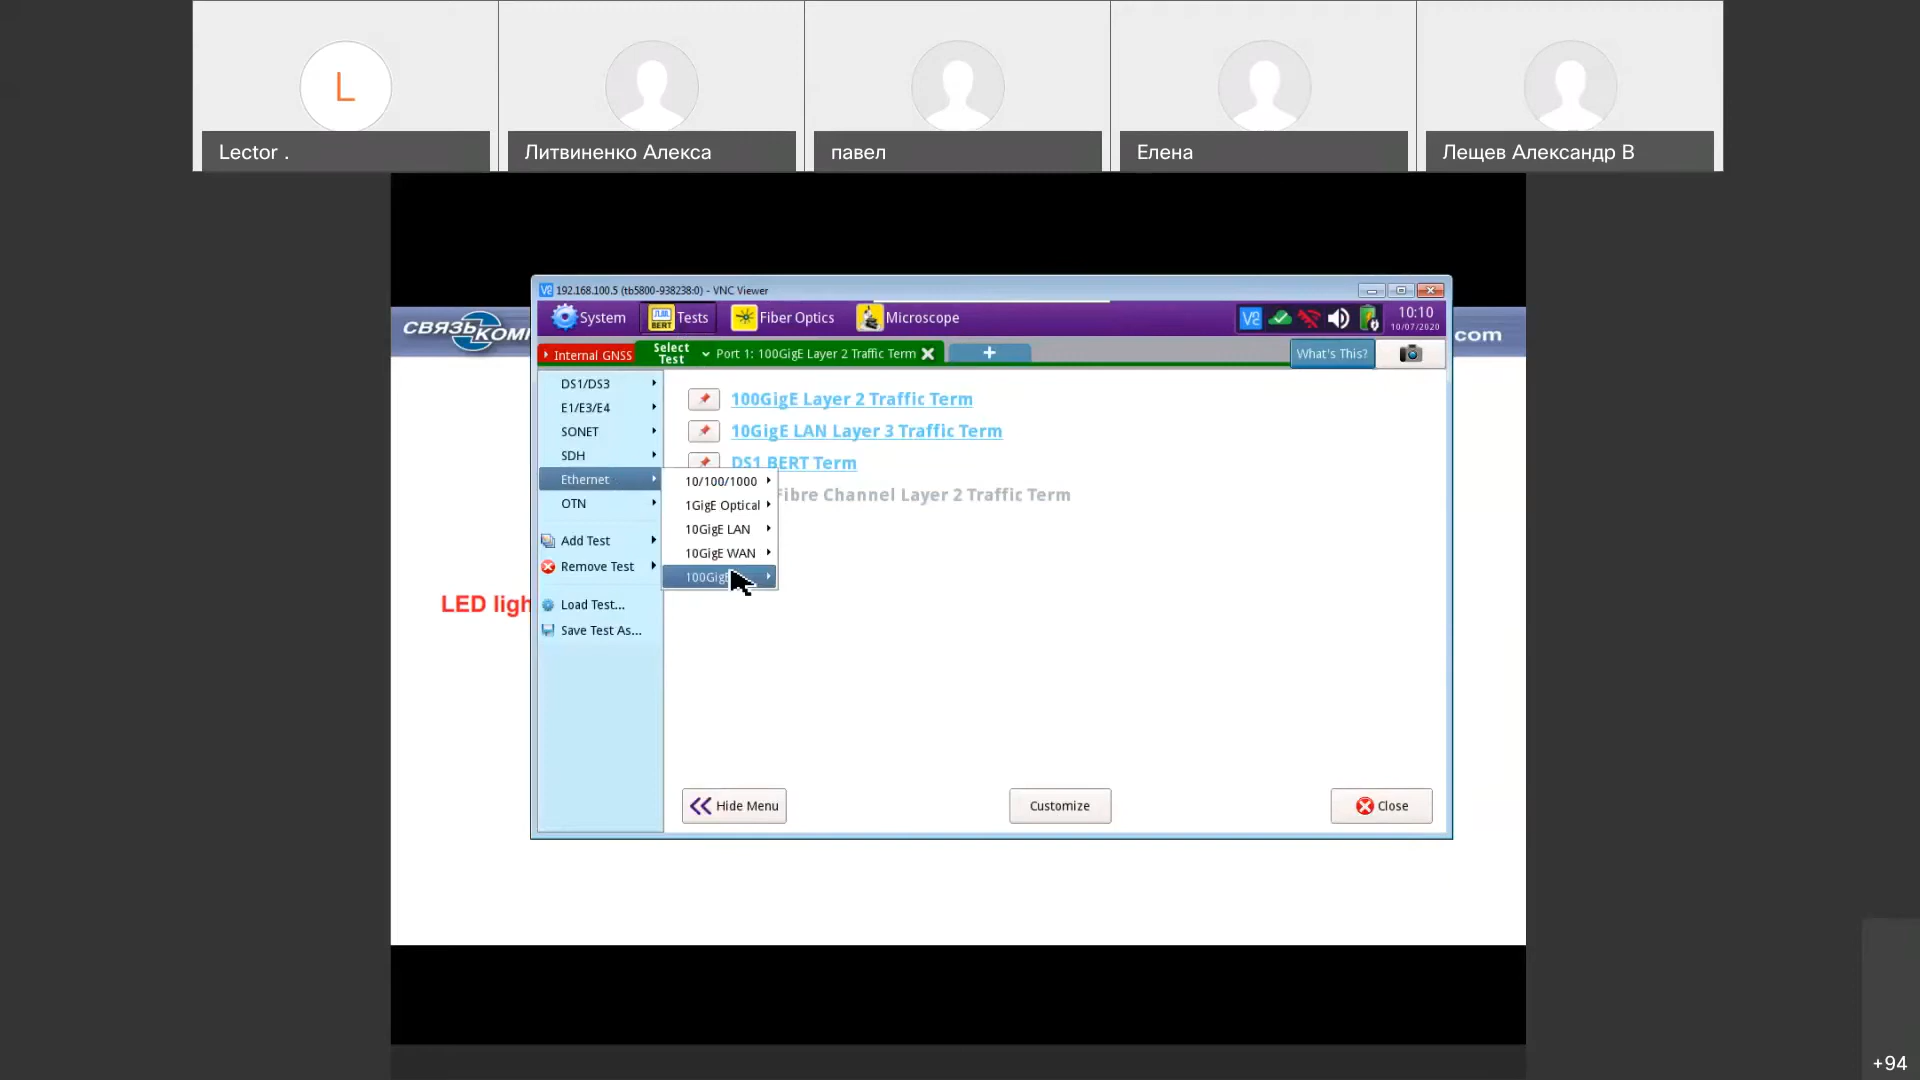 L
Lector .
Литвиненко Алекса
павел
Елена
Лещев Александр В
192.168.100.5 (tb5800-938238:0) - VNC Viewer
System
BERT
Tests
Fiber Optics
Microscope
10:10
10/07/2020
СВЯЗЬ
com
Internal GNSS
Select Test
Port 1: 100GigE Layer 2 Traffic Term
+
What's This?
DS1/DS3
E1/E3/E4
SONET
SDH
Ethernet
OTN
Add Test
Remove Test
Load Test...
Save Test As...
100GigE Layer 2 Traffic Term
10GigE LAN Layer 3 Traffic Term
DS1 BERT Term
Fibre Channel Layer 2 Traffic Term
10/100/1000
1GigE Optical
10GigE LAN
10GigE WAN
100GigE
LED
Hide Menu
Customize
Close
+94